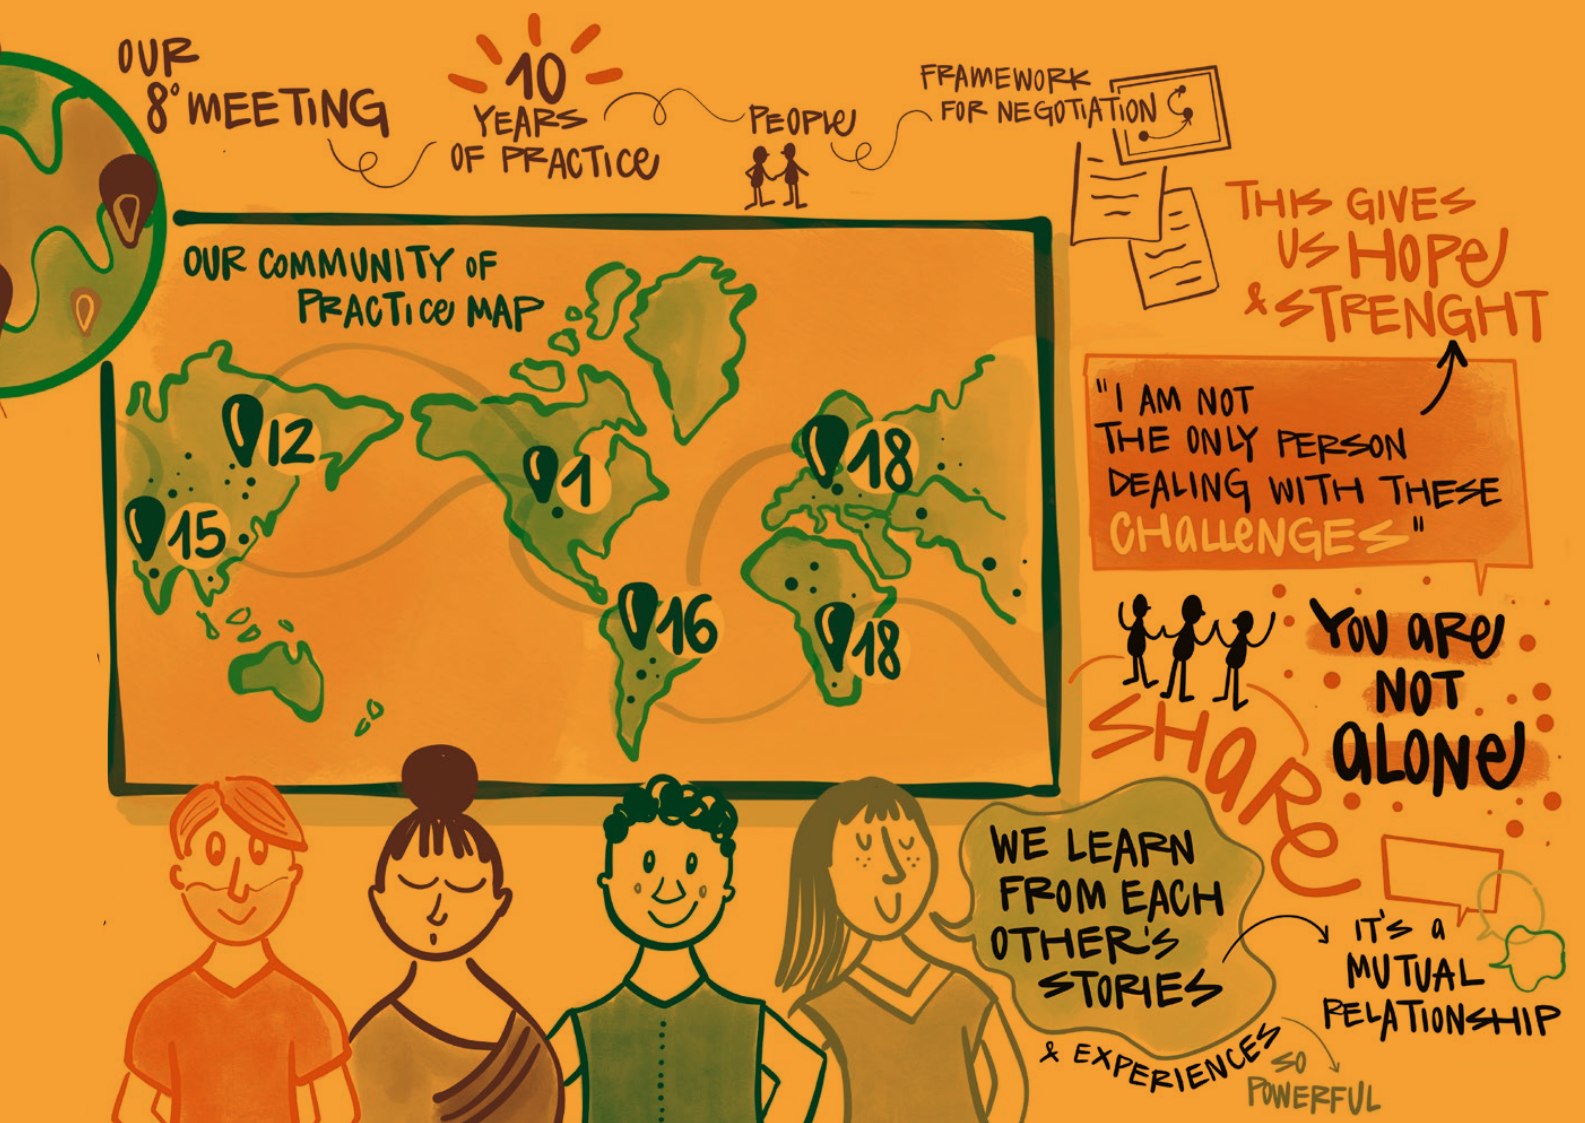 OUR
8° MEETING
10
YEARS
OF PRACTICE
PEOPLE
FRAMEWORK
FOR NEGOTIATION
THIS GIVES
US HOPE
& STRENGHT
OUR COMMUNITY OF
PRACTICE MAP
12
15
1
18
16
18
"I AM NOT
THE ONLY PERSON
DEALING WITH THESE
CHALLENGES"
YOU ARE
NOT
ALONE
SHARE
WE LEARN
FROM EACH
OTHER'S
STORIES
& EXPERIENCES
SO
POWERFUL
IT'S A
MUTUAL
RELATIONSHIP